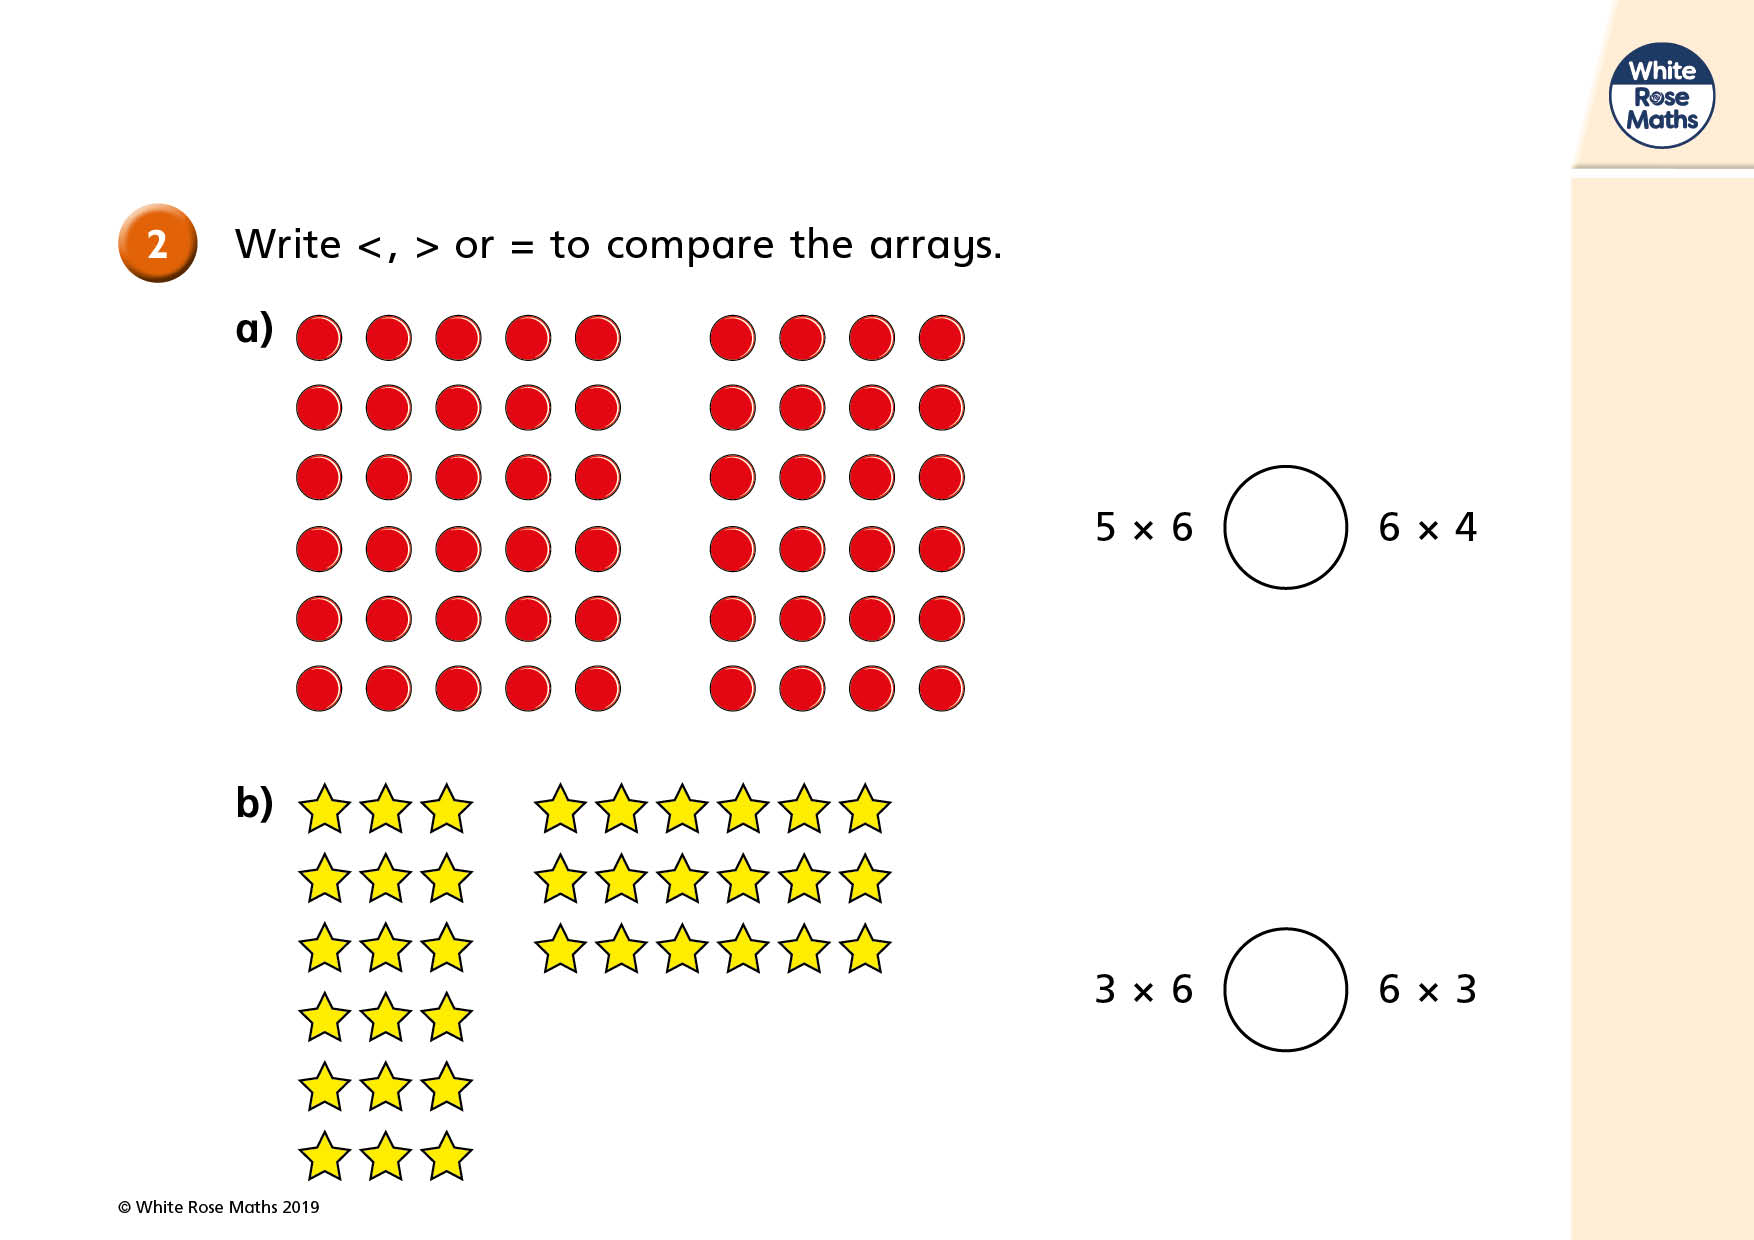 White
Rose
Maths
2 Write <, > or = to compare the arrays.
a)
5 × 6 6 × 4
b)
3 × 6 6 × 3
© White Rose Maths 2019